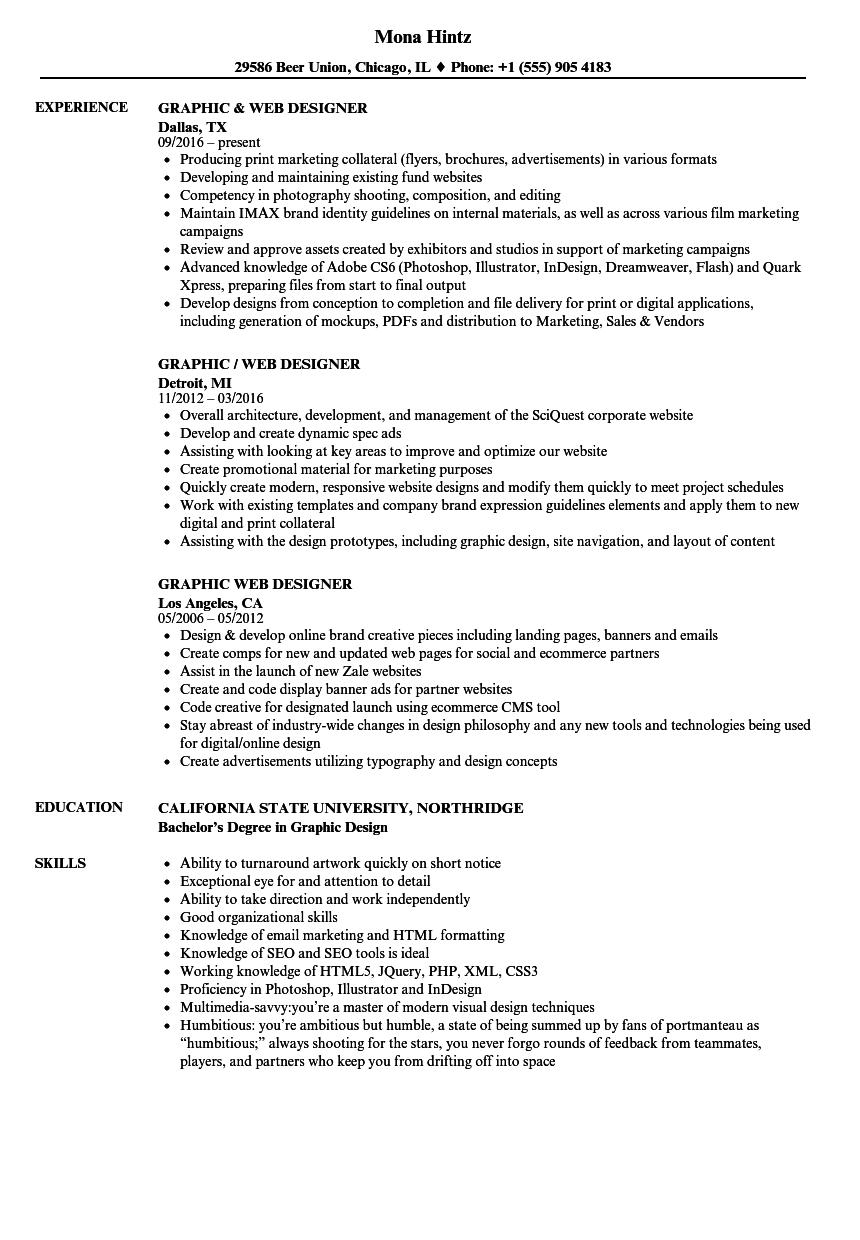 Mona Hintz
29586 Beer Union, Chicago, IL ♦ Phone: +1 (555) 905 4183
EXPERIENCE
GRAPHIC & WEB DESIGNER
Dallas, TX
09/2016 – present
• Producing print marketing collateral (flyers, brochures, advertisements) in various formats
• Developing and maintaining existing fund websites
• Competency in photography shooting, composition, and editing
• Maintain IMAX brand identity guidelines on internal materials, as well as across various film marketing
campaigns
• Review and approve assets created by exhibitors and studios in support of marketing campaigns
• Advanced knowledge of Adobe CS6 (Photoshop, Illustrator, InDesign, Dreamweaver, Flash) and Quark
Xpress, preparing files from start to final output
• Develop designs from conception to completion and file delivery for print or digital applications,
including generation of mockups, PDFs and distribution to Marketing, Sales & Vendors
GRAPHIC / WEB DESIGNER
Detroit, MI
11/2012 – 03/2016
• Overall architecture, development, and management of the SciQuest corporate website
• Develop and create dynamic spec ads
• Assisting with looking at key areas to improve and optimize our website
• Create promotional material for marketing purposes
• Quickly create modern, responsive website designs and modify them quickly to meet project schedules
• Work with existing templates and company brand expression guidelines elements and apply them to new
digital and print collateral
• Assisting with the design prototypes, including graphic design, site navigation, and layout of content
GRAPHIC WEB DESIGNER
Los Angeles, CA
05/2006 – 05/2012
• Design & develop online brand creative pieces including landing pages, banners and emails
• Create comps for new and updated web pages for social and ecommerce partners
• Assist in the launch of new Zale websites
• Create and code display banner ads for partner websites
• Code creative for designated launch using ecommerce CMS tool
• Stay abreast of industry-wide changes in design philosophy and any new tools and technologies being used
for digital/online design
• Create advertisements utilizing typography and design concepts
EDUCATION
CALIFORNIA STATE UNIVERSITY, NORTHRIDGE
Bachelor’s Degree in Graphic Design
SKILLS
• Ability to turnaround artwork quickly on short notice
• Exceptional eye for and attention to detail
• Ability to take direction and work independently
• Good organizational skills
• Knowledge of email marketing and HTML formatting
• Knowledge of SEO and SEO tools is ideal
• Working knowledge of HTML5, JQuery, PHP, XML, CSS3
• Proficiency in Photoshop, Illustrator and InDesign
• Multimedia-savvy:you’re a master of modern visual design techniques
• Humbitious: you’re ambitious but humble, a state of being summed up by fans of portmanteau as
“humbitious;” always shooting for the stars, you never forgo rounds of feedback from teammates,
players, and partners who keep you from drifting off into space